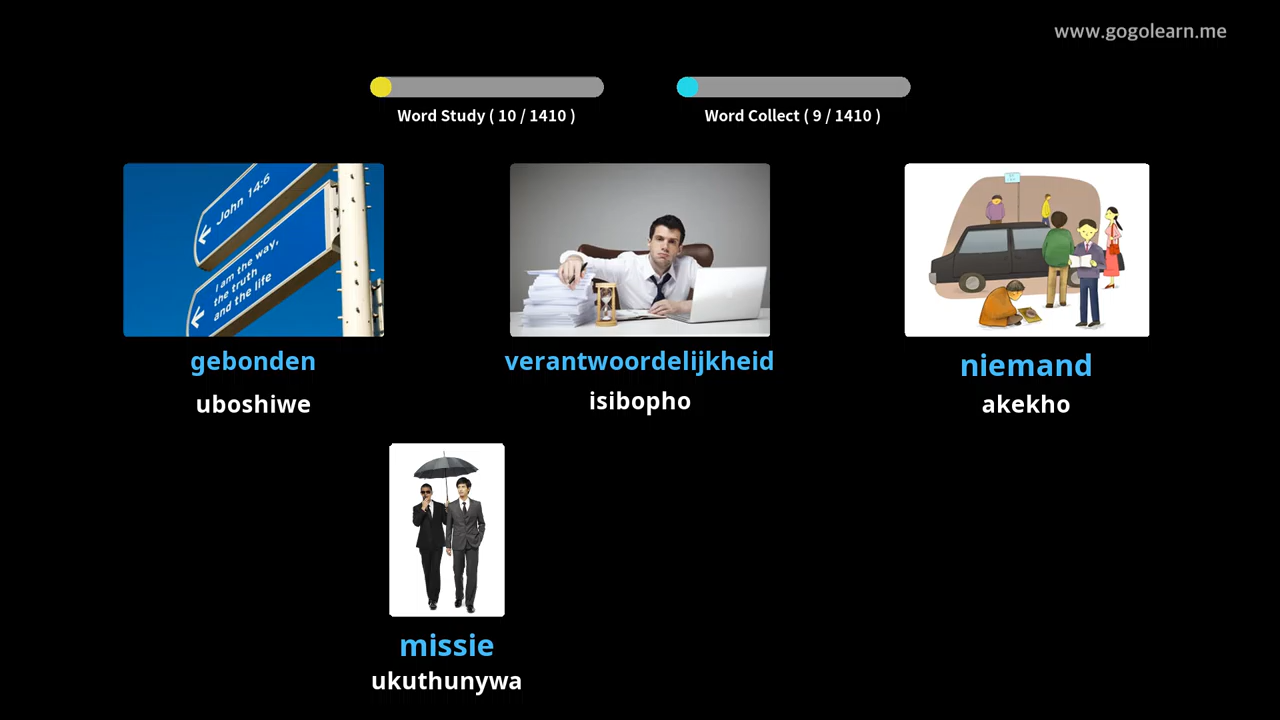 www.gogolearn.me
Word Study ( 10 / 1410 )
Word Collect ( 9 / 1410 )
John 14:6
I am the way,
the truth
and the life
gebonden
verantwoordelijkheid
niemand
uboshiwe
isibopho
akekho
missie
ukuthunywa